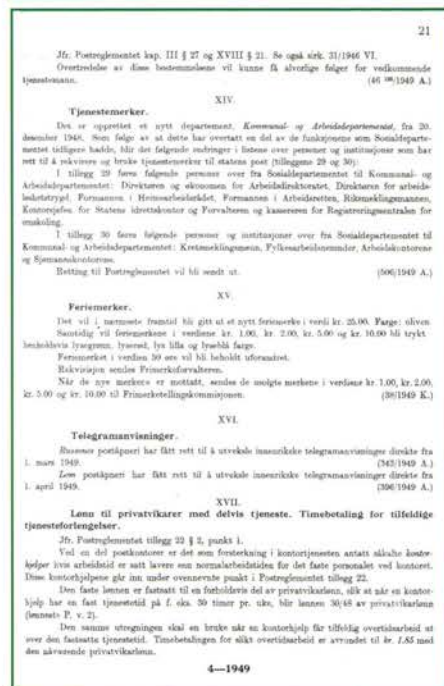 21
Jfr. Postreglementet kap. III § 27 og XVIII § 21. Se også sirk. 31/1946 VI.
Overtredelse av disse bestemmelsene vil kunne få alvorlige følger for vedkommende
tjenestemann. (46 /1949 A.)
XIV.
Tjenestemerker.
Det er opprettet et nytt departement, Kommunal- og Arbeidsdepartementet, fra 20.
desember 1948. Som følge av at dette har overtatt en del av de funksjonene som Sosialdeparte-
mentet tidligere hadde, blir det følgende endringer i listene over personer og institusjoner som har
rett til å rekvirere og bruke tjenestemerker til statens post (tilleggene 29 og 30):
I tillegg 29 føres følgende personer over fra Sosialdepartementet til Kommunal- og
Arbeidsdepartementet: Direktøren og økonomen for Arbeidsdirektoratet, Direktøren for arbeids-
løshetstrygd, Formannen i Heimearbeiderrådet, Formannen i Arbeidsretten, Riksmeklingsmannen,
Kontorsjefen for Statens idrettskontor og Forvalteren og kassereren for Registreringssentralen for
omskoling.
I tillegg 30 føres følgende personer og institusjoner over fra Sosialdepartementet til
Kommunal- og Arbeidsdepartementet: Kretsmeklingsmenn, Fylkesarbeidsnemnder, Arbeidskontorene
og Sjømannskontorene.
Retting til Postreglementet vil bli sendt ut. (506/1949 A.)
XV.
Feriemerker.
Det vil i nærmeste framtid bli gitt ut et nytt feriemerke i verdi kr. 25.00. Farge: oliven.
Samtidig vil feriemerkene i verdiene kr. 1.00, kr. 2.00, kr. 5.00 og kr. 10.00 bli trykt
henholdsvis lysegrønn, lyserød, lys lilla og lyseblå farge.
Feriemerket i verdien 50 øre vil bli beholdt uforandret.
Rekvisisjon sendes Frimerkeforvalteren.
Når de nye merkene er mottatt, sendes de usolgte merkene i verdiene kr. 1.00, kr. 2.00,
kr. 5.00 og kr. 10.00 til Frimerketellingskommisjonen. (38/1949 K.)
XVI.
Telegramanvisninger.
poståpneri har fått rett til å utveksle innenrikske telegramanvisninger direkte fra
1. mars 1949. (343/1949 A.)
Lom poståpneri har fått rett til å utveksle innenrikske telegramanvisninger direkte fra
1. april 1949. (396/1949 A.)
XVII.
Lønn til privatvikarer med delvis tjeneste. Timebetaling for tilfeldige
tjenesteforlengelser.
Jfr. Postreglementet tillegg 22 § 2, punkt 1.
Ved en del postkontorer er det som forsterkning i kontortjenesten antatt såkalte kontor-
hjelper hvis arbeidstid er satt lavere enn normalarbeidstiden for det faste personalet ved kontoret.
Disse kontorhjelpene går inn under ovennevnte punkt i Postreglementet tillegg 22.
Den faste lønnen er fastsatt til en forholdsvis del av privatvikarlønn, slik at når en kontor-
hjelp har en fast tjenestetid på f. eks. 30 timer pr. uke, blir lønnen 30/48 av privatvikarlønn
(lønnsst. P, v. 2).
Den samme utregningen skal en bruke når en kontorhjelp får tilfeldig overtidsarbeid ut
over den fastsatte tjenestetid. Timebetalingen for slikt overtidsarbeid er avrundet til kr. 1.85 med
den nåværende privatvikarlønn.
4—1949